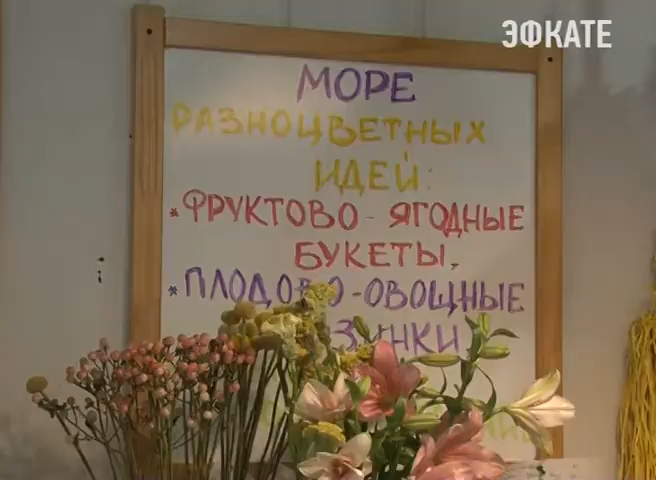 ЭФКАТЕ
МОРЕ
РАЗНОЦВЕТНЫХ
ИДЕЙ:
*ФРУКТОВО-ЯГОДНЫЕ
БУКЕТЫ,
*ПЛОДОВО-ОВОЩНЫЕ